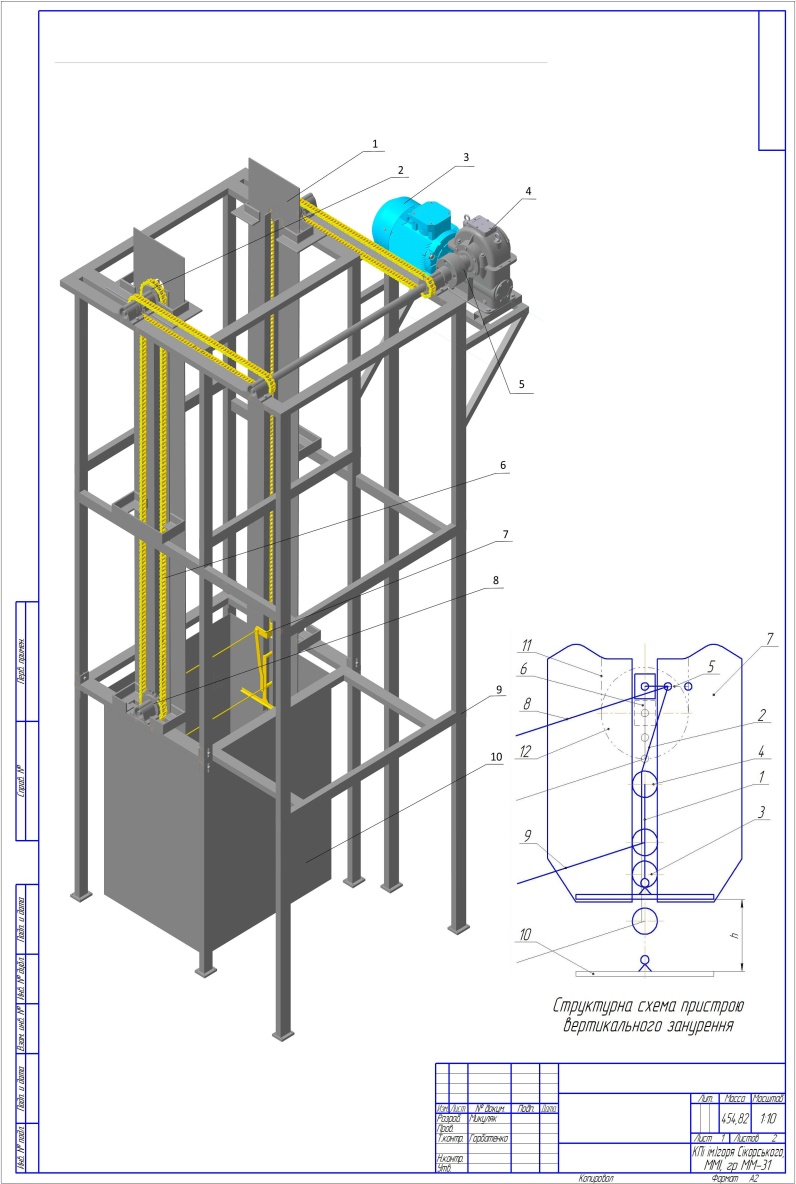 1
2
3
4
5
6
7
8
9
10
11
7
6
5
8
2
12
4
1
9
3
10
h
Структурна схема пристрою
вертикального занурення
Перв. примен.
Справ. №
Подп. и дата
Инв. № дубл.
Взам. инв. №
Подп. и дата
Инв. № подл.
Изм. Лист № докум. Подп. Дата
Разраб. Микуляк
Пров.
Т.контр. Горбатенко
Н.контр.
Утв.
Лит. Масса Масштаб
454,82 1:10
Лист 1 Листов 2
КПі ім.Ігоря Сікорського,
ММІ, гр ММ-31
Копировал Формат А2